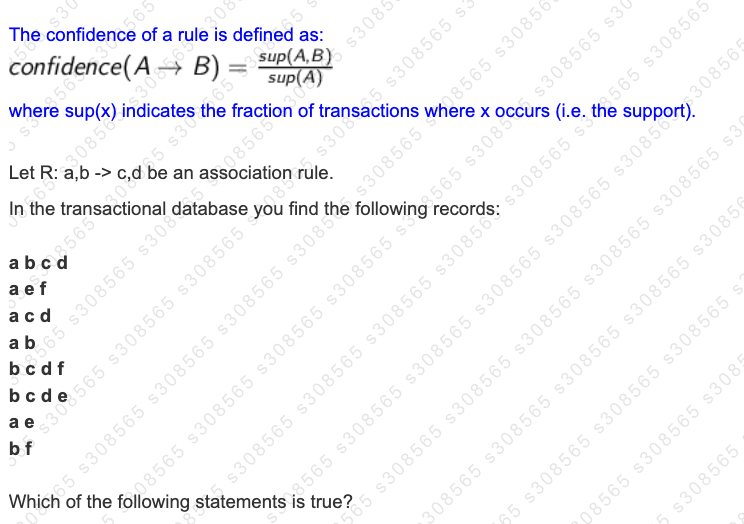 The confidence of a rule is defined as:
confidence(A → B) = sup(A,B) / sup(A)
where sup(x) indicates the fraction of transactions where x occurs (i.e. the support).
Let R: a,b -> c,d be an association rule.
In the transactional database you find the following records:
a b c d
a e f
a c d
a b
b c d f
b c d e
a e
b f
Which of the following statements is true?
s308565